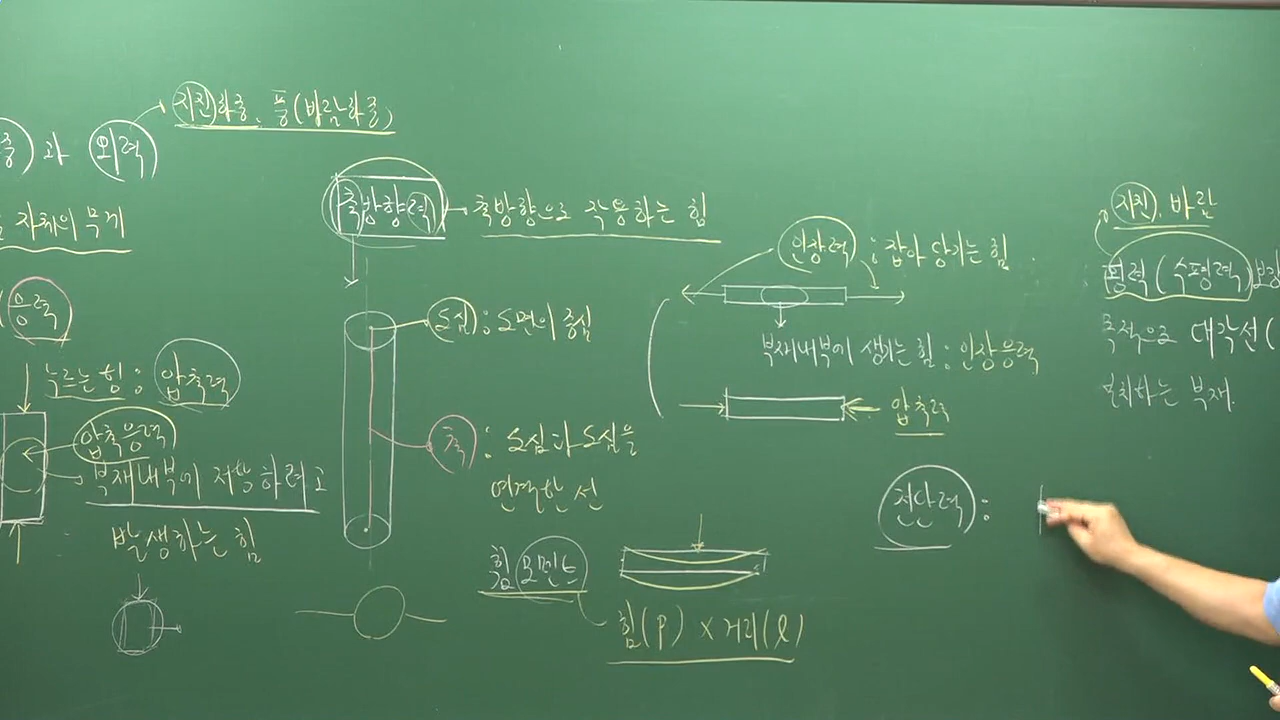 지진하중, 풍(바람하중)
과 외력
자체의 무게
응력
누르는 힘 : 압축력
압축응력
부재내부에 저항하려고
발생하는 힘
축방향력
축방향으로 작용하는 힘
도심 : 도면의 중심
축 : 도심과 도심을
연결한 선
휨모멘트
힘(P) × 거리(l)
인장력 : 잡아 당기는 힘
부재내부에 생기는 힘 : 인장응력
압축력
전단력 :
지진, 바람
횡력(수평력)
목적으로 대각선(
설치하는 부재.